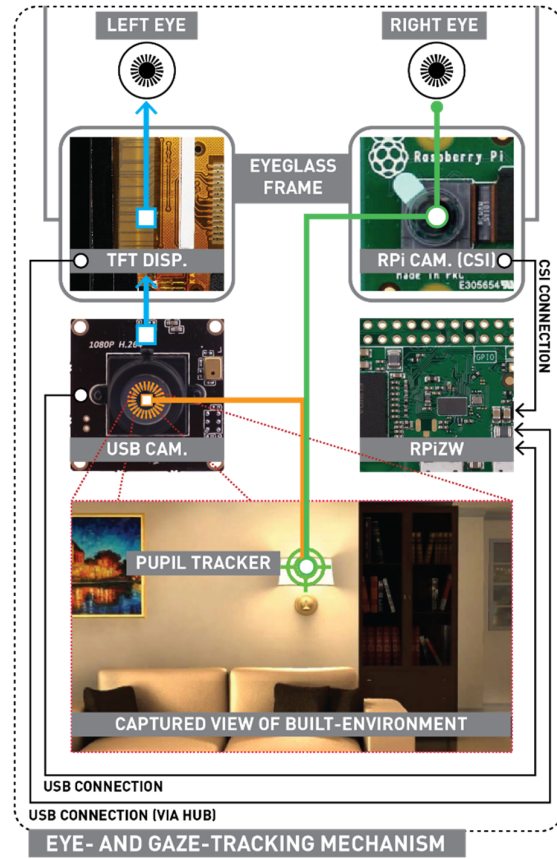 LEFT EYE
RIGHT EYE
EYEGLASS
FRAME
Raspberry Pi
TFT DISP.
RPi CAM. (CSI)
MADE IN PRC
E305654
CSI CONNECTION
1080P H.264
GPIO
USB CAM.
RPiZW
PUPIL TRACKER
CAPTURED VIEW OF BUILT-ENVIRONMENT
USB CONNECTION
USB CONNECTION (VIA HUB)
EYE- AND GAZE-TRACKING MECHANISM